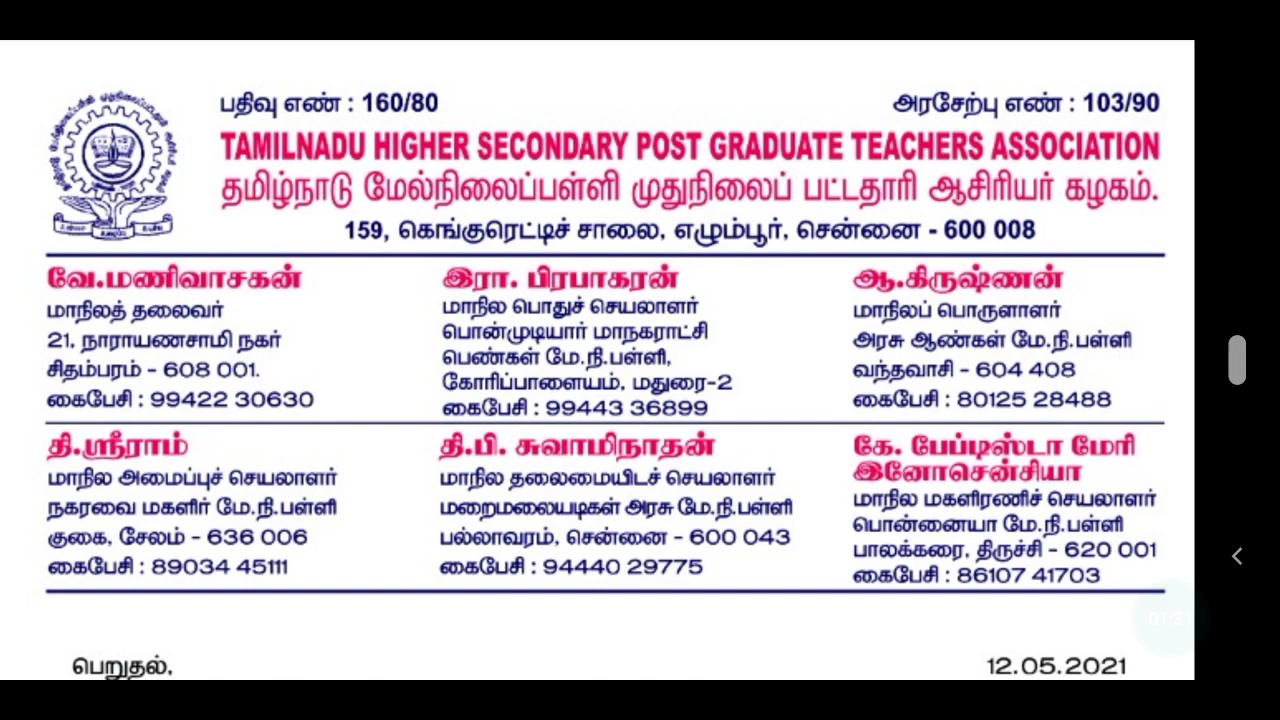 பதிவு எண் : 160/80
அரசேற்பு எண் : 103/90
TAMILNADU HIGHER SECONDARY POST GRADUATE TEACHERS ASSOCIATION
தமிழ்நாடு மேல்நிலைப்பள்ளி முதுநிலைப் பட்டதாரி ஆசிரியர் கழகம்.
159, கெங்குரெட்டிச் சாலை, எழும்பூர், சென்னை - 600 008
வே.மணிவாசகன்
மாநிலத் தலைவர்
21, நாராயணசாமி நகர்
சிதம்பரம் - 608 001.
கைபேசி : 99422 30630
இரா. பிரபாகரன்
மாநில பொதுச் செயலாளர்
பொன்முடியார் மாநகராட்சி
பெண்கள் மே.நி.பள்ளி,
கோரிப்பாளையம், மதுரை-2
கைபேசி : 99443 36899
ஆ.கிருஷ்ணன்
மாநிலப் பொருளாளர்
அரசு ஆண்கள் மே.நி.பள்ளி
வந்தவாசி - 604 408
கைபேசி : 80125 28488
தி.ஸ்ரீராம்
மாநில அமைப்புச் செயலாளர்
நகரவை மகளிர் மே.நி.பள்ளி
குகை, சேலம் - 636 006
கைபேசி : 89034 45111
தி.பி. சுவாமிநாதன்
மாநில தலைமையிடச் செயலாளர்
மறைமலையடிகள் அரசு மே.நி.பள்ளி
பல்லாவரம், சென்னை - 600 043
கைபேசி : 94440 29775
கே. பேப்டிஸ்டா மேரி
இனோசென்சியா
மாநில மகளிரணிச் செயலாளர்
பொன்னையா மே.நி.பள்ளி
பாலக்கரை, திருச்சி - 620 001
கைபேசி : 86107 41703
பெறுதல்,
12.05.2021